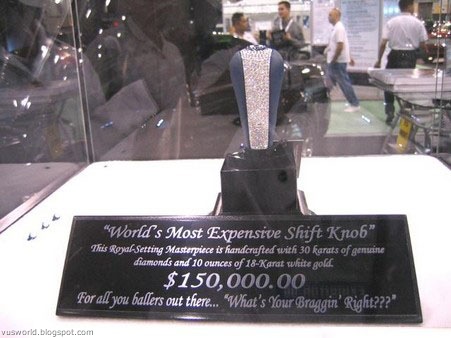 "World's Most Expensive Shift Knob"
This Royal-Setting Masterpiece is handcrafted with 30 karats of genuine
diamonds and 10 ounces of 18-Karat white gold.
$150,000.00
For all you ballers out there... "What's Your Braggin' Right???"
vusworld.blogspot.com